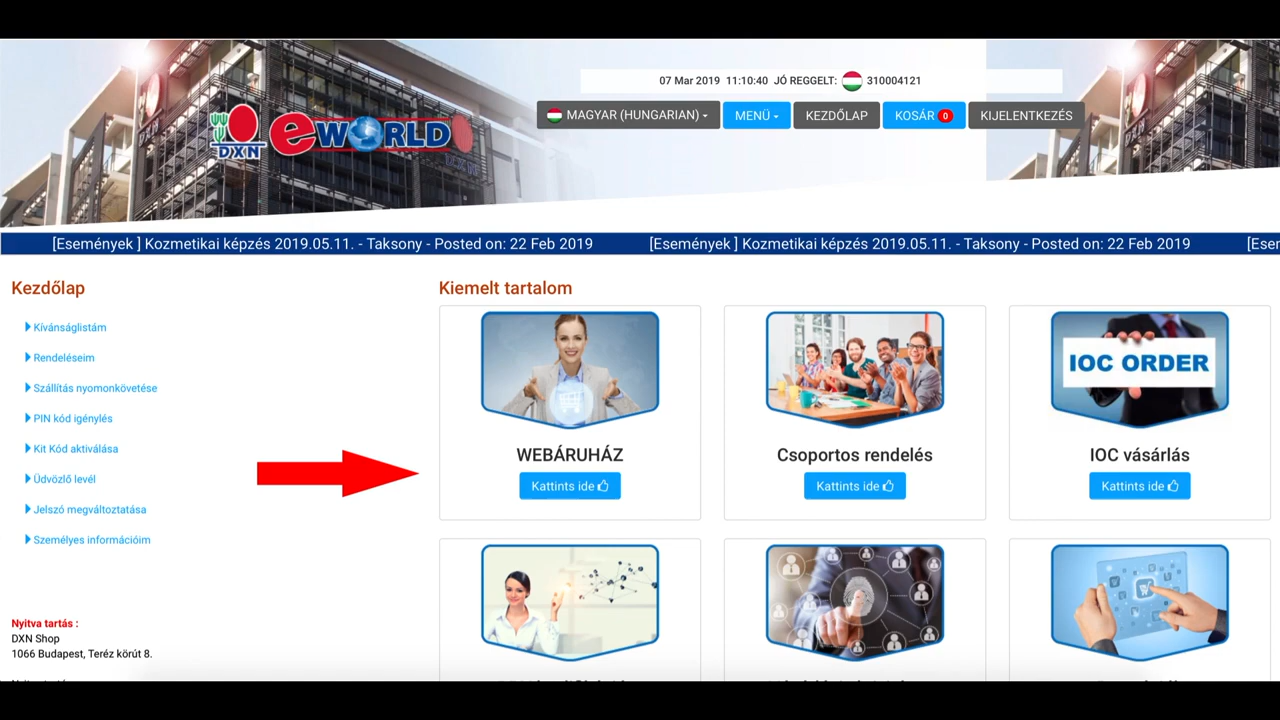 07 Mar 2019 11:10:40 JÓ REGGELT: 310004121
MAGYAR (HUNGARIAN) MENÜ KEZDŐLAP KOSÁR 0 KIJELENTKEZÉS
DXN eWORLD
[Események ] Kozmetikai képzés 2019.05.11. - Taksony - Posted on: 22 Feb 2019 [Események ] Kozmetikai képzés 2019.05.11. - Taksony - Posted on: 22 Feb 2019
Kezdőlap
Kívánságlistám
Rendeléseim
Szállítás nyomonkövetése
PIN kód igénylés
Kit Kód aktiválása
Üdvözlő levél
Jelszó megváltoztatása
Személyes információim
Nyitva tartás :
DXN Shop
1066 Budapest, Teréz körút 8.
Kiemelt tartalom
WEBÁRUHÁZ
Kattints ide
Csoportos rendelés
Kattints ide
IOC ORDER
IOC vásárlás
Kattints ide